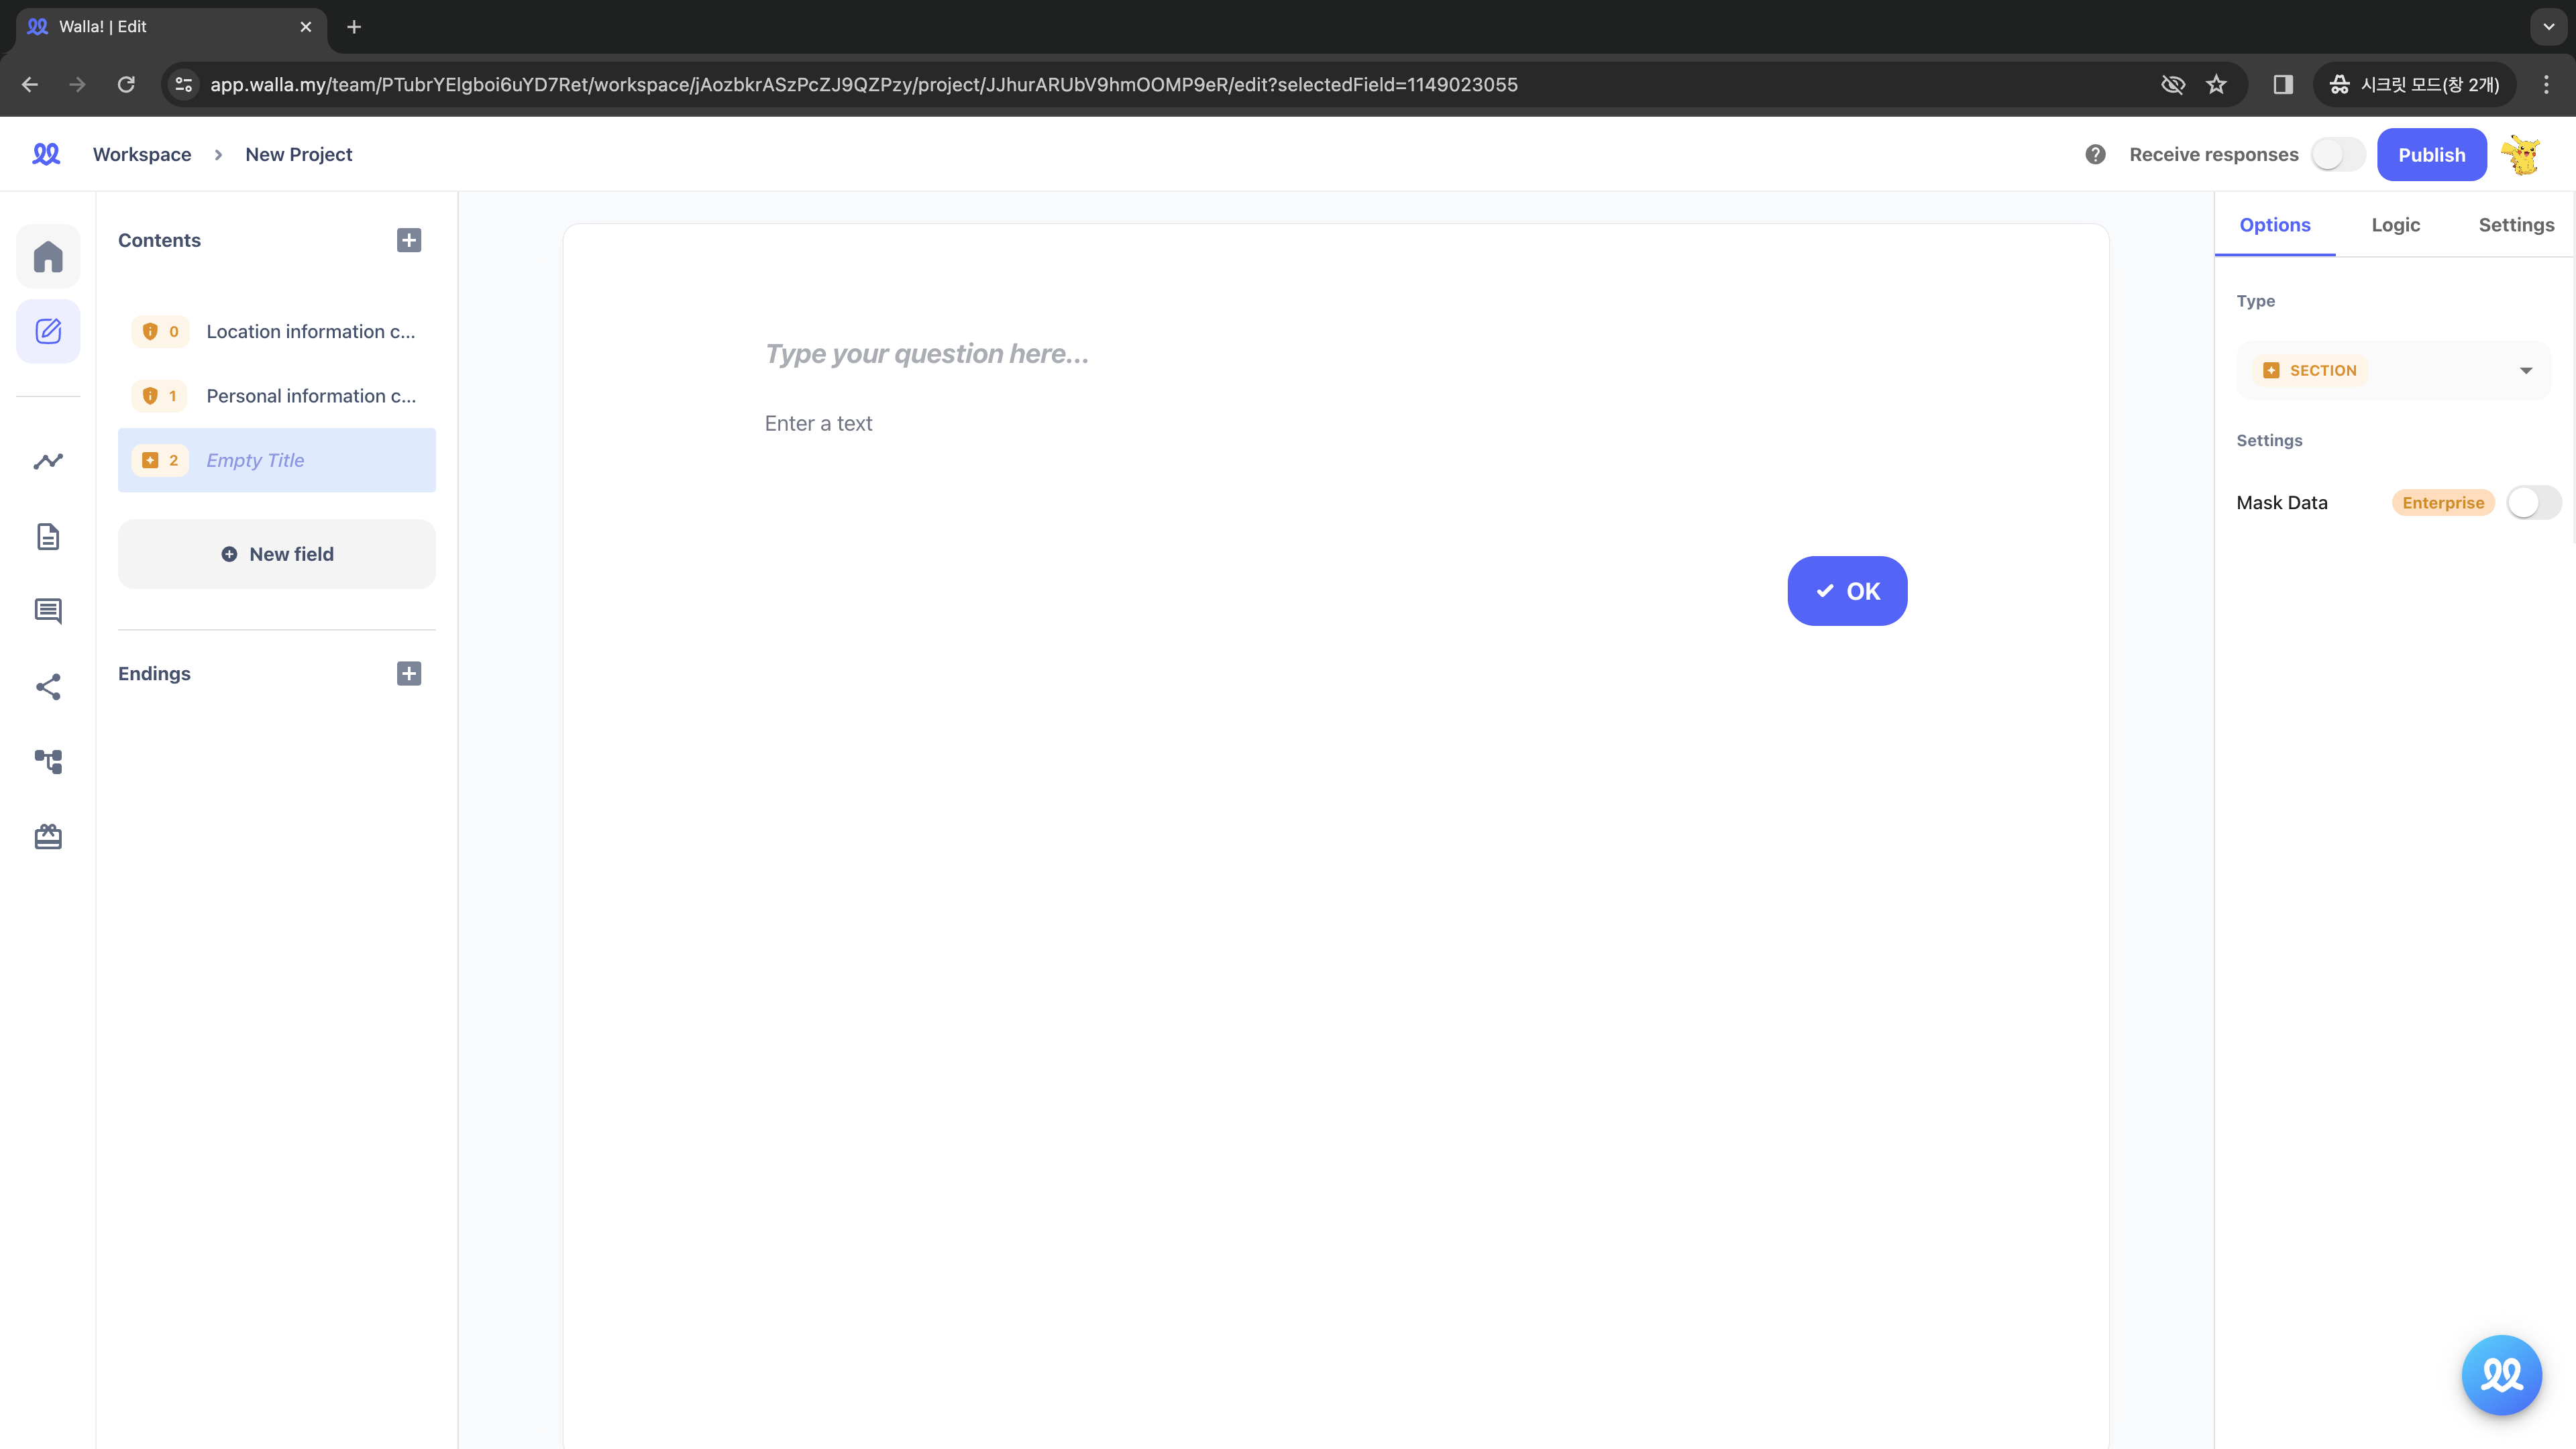 Walla! | Edit
app.walla.my/team/PTubrYElgboi6uYD7Ret/workspace/jAozbkrASzPcZJ9QZPzy/project/JJhurARUbV9hmOOMP9eR/edit?selectedField=1149023055
시크릿 모드(창 2개)
Workspace
New Project
Receive responses
Publish
Contents
0 Location information c...
1 Personal information c...
2 Empty Title
New field
Endings
Type your question here...
Enter a text
OK
Options
Logic
Settings
Type
SECTION
Settings
Mask Data
Enterprise